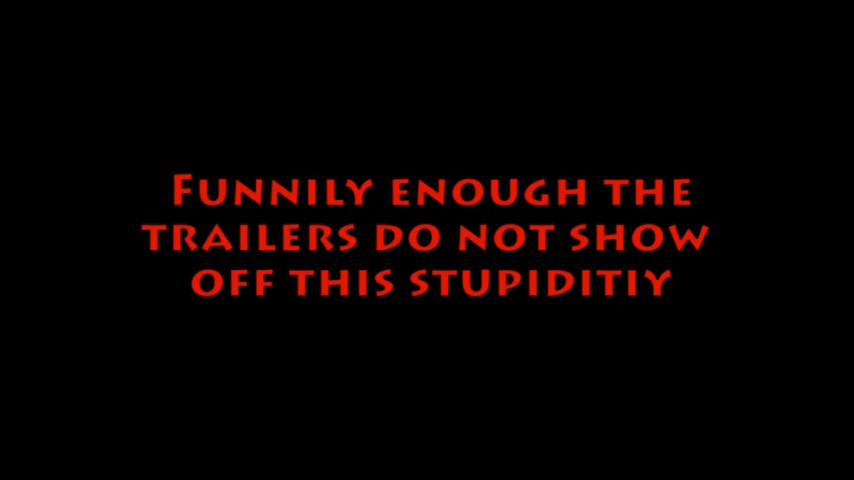 Funnily enough the
trailers do not show
off this stupiditiy